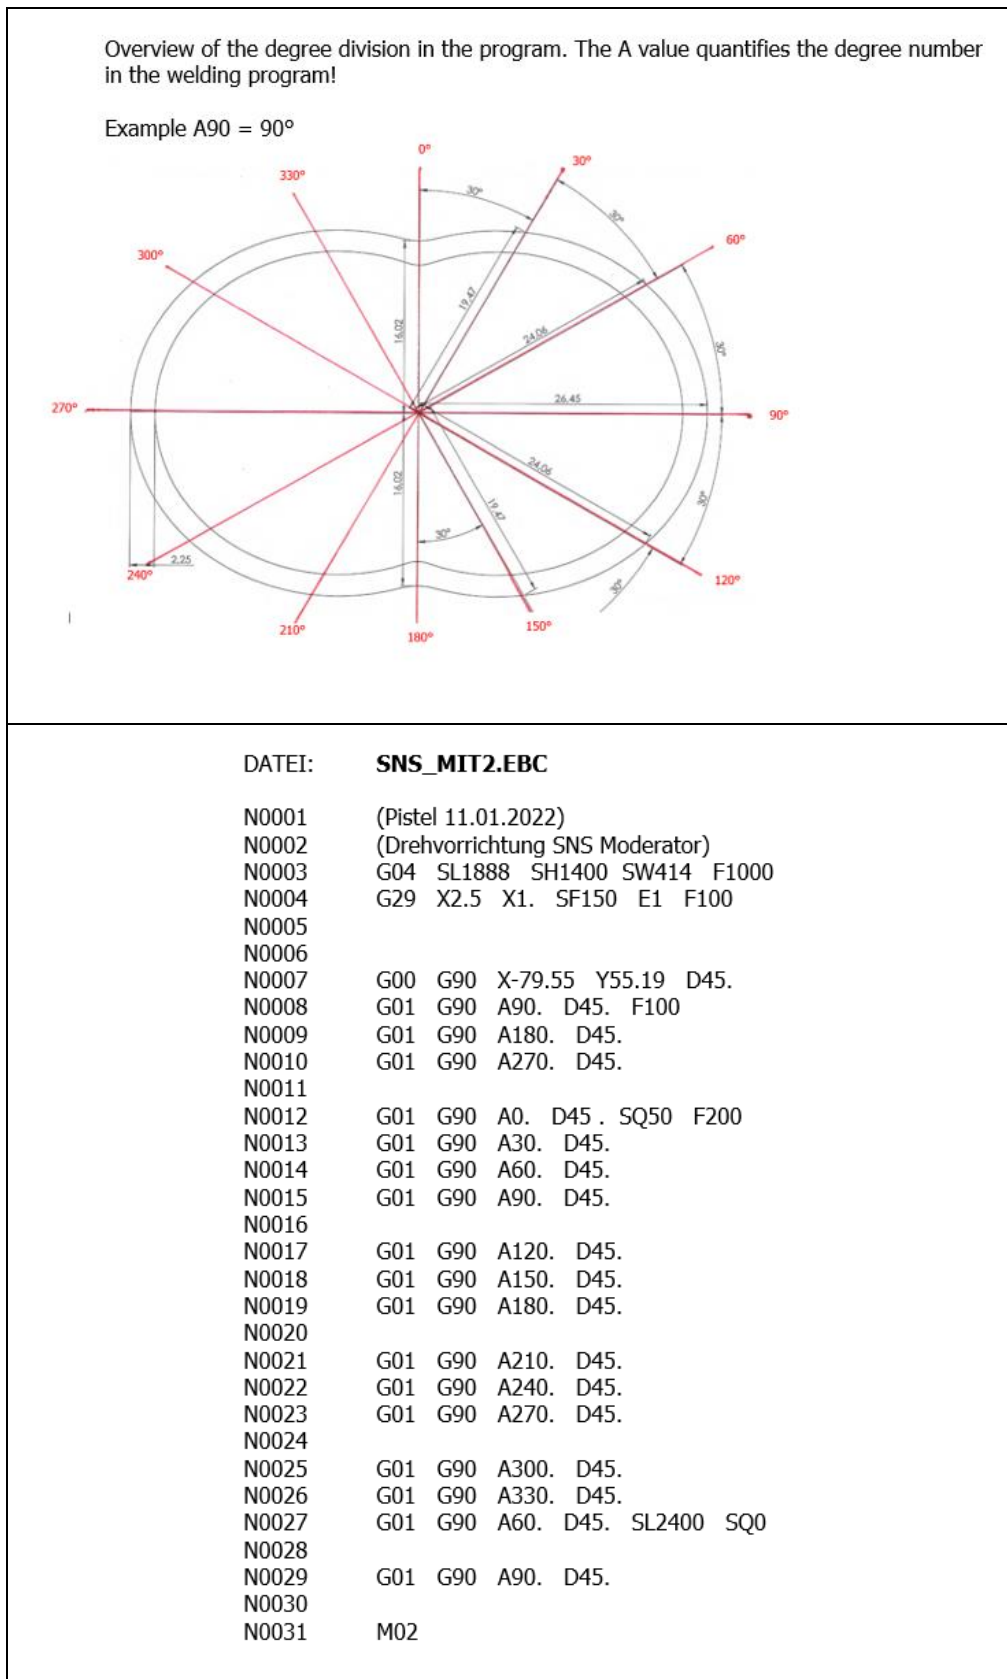 Overview of the degree division in the program. The A value quantifies the degree number
in the welding program!
Example A90 = 90°
0°
30°
330°
30°
30°
60°
300°
19,47
16,02
24,06
30°
26,45
270°
90°
24,06
16,02
19,47
30°
30°
2,25
240°
30°
120°
210°
150°
180°
DATEI: SNS_MIT2.EBC
N0001 (Pistel 11.01.2022)
N0002 (Drehvorrichtung SNS Moderator)
N0003 G04 SL1888 SH1400 SW414 F1000
N0004 G29 X2.5 X1. SF150 E1 F100
N0005
N0006
N0007 G00 G90 X-79.55 Y55.19 D45.
N0008 G01 G90 A90. D45. F100
N0009 G01 G90 A180. D45.
N0010 G01 G90 A270. D45.
N0011
N0012 G01 G90 A0. D45 . SQ50 F200
N0013 G01 G90 A30. D45.
N0014 G01 G90 A60. D45.
N0015 G01 G90 A90. D45.
N0016
N0017 G01 G90 A120. D45.
N0018 G01 G90 A150. D45.
N0019 G01 G90 A180. D45.
N0020
N0021 G01 G90 A210. D45.
N0022 G01 G90 A240. D45.
N0023 G01 G90 A270. D45.
N0024
N0025 G01 G90 A300. D45.
N0026 G01 G90 A330. D45.
N0027 G01 G90 A60. D45. SL2400 SQ0
N0028
N0029 G01 G90 A90. D45.
N0030
N0031 M02